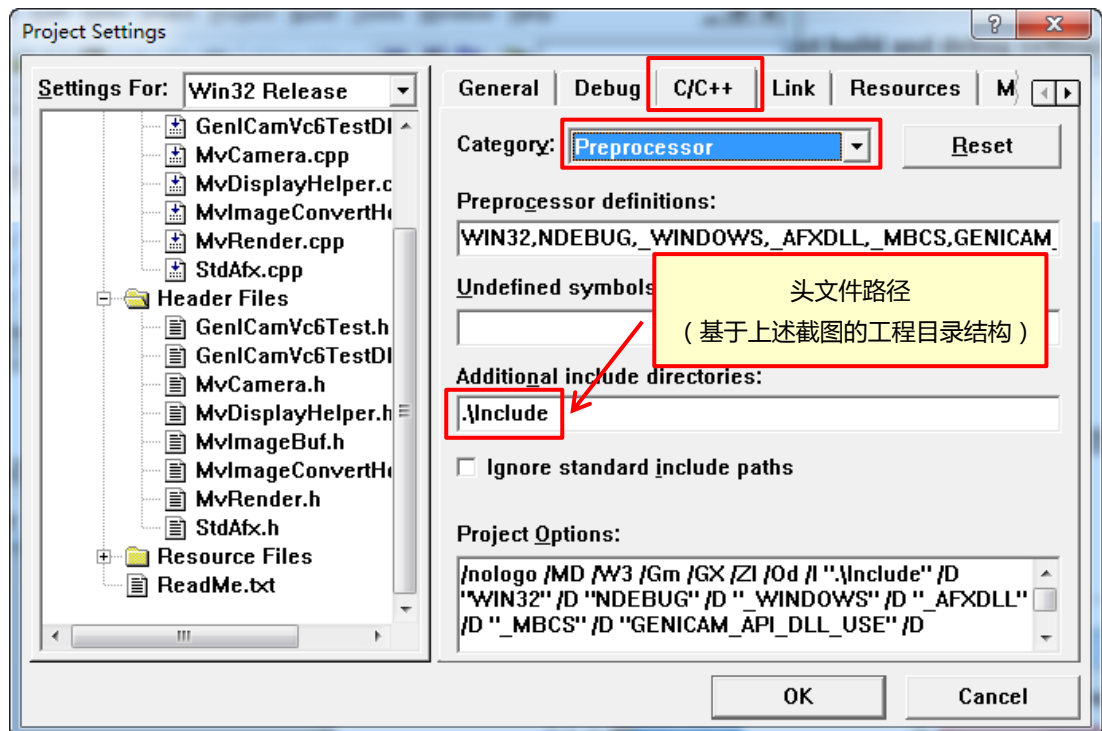 Project Settings
Settings For: Win32 Release
GenICamVc6TestDl
MvCamera.cpp
MvDisplayHelper.c
MvImageConvertHe
MvRender.cpp
StdAfx.cpp
Header Files
GenICamVc6Test.h
GenICamVc6TestDl
MvCamera.h
MvDisplayHelper.h
MvImageBuf.h
MvImageConvertHe
MvRender.h
StdAfx.h
Resource Files
ReadMe.txt
General Debug C/C++ Link Resources M
Category: Preprocessor Reset
Preprocessor definitions:
WIN32,NDEBUG,_WINDOWS,_AFXDLL,_MBCS,GENICAM_
Undefined symbols
头文件路径
（基于上述截图的工程目录结构）
Additional include directories:
.\Include
Ignore standard include paths
Project Options:
/nologo /MD /W3 /Gm /GX /ZI /Od /I ".\Include" /D
"WIN32" /D "NDEBUG" /D "_WINDOWS" /D "_AFXDLL"
/D "_MBCS" /D "GENICAM_API_DLL_USE" /D
OK Cancel